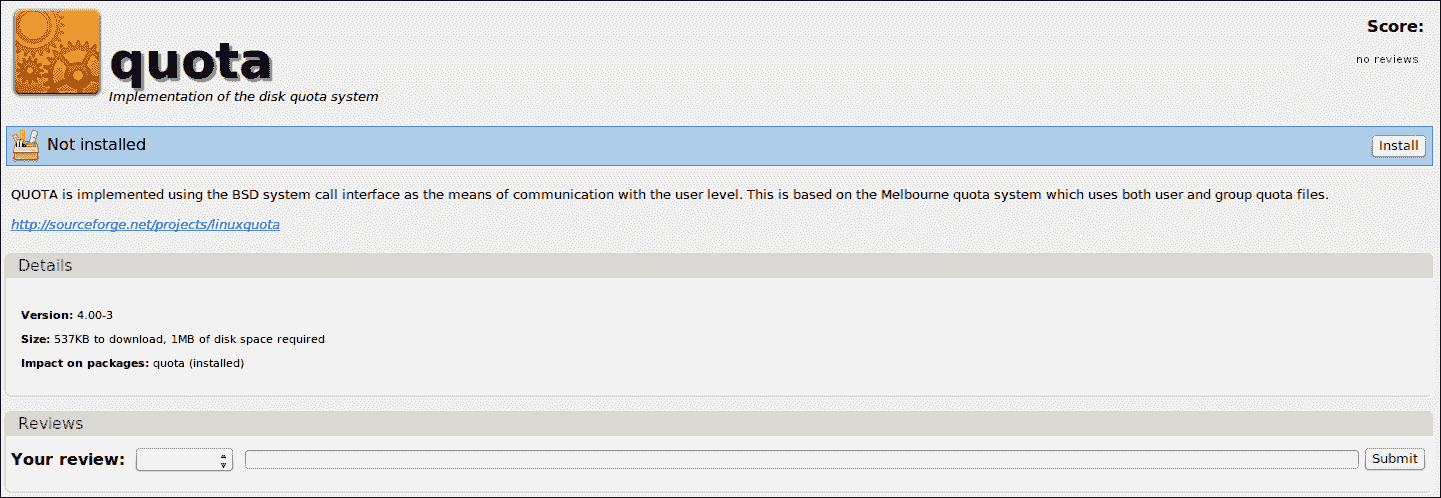 quota
Implementation of the disk quota system
Score:
no reviews
Not installed
Install
QUOTA is implemented using the BSD system call interface as the means of communication with the user level. This is based on the Melbourne quota system which uses both user and group quota files.
http://sourceforge.net/projects/linuxquota
Details
Version: 4.00-3
Size: 537KB to download, 1MB of disk space required
Impact on packages: quota (installed)
Reviews
Your review:
Submit